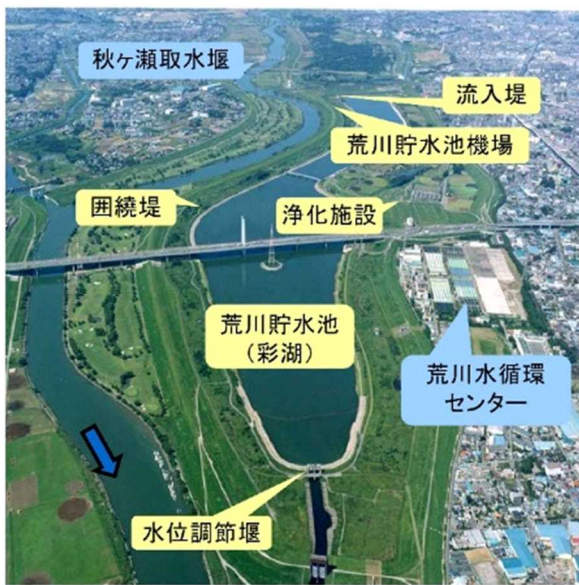 秋ヶ瀬取水堰
流入堤
荒川貯水池機場
囲繞堤
浄化施設
荒川貯水池
（彩湖）
荒川水循環
センター
水位調節堰